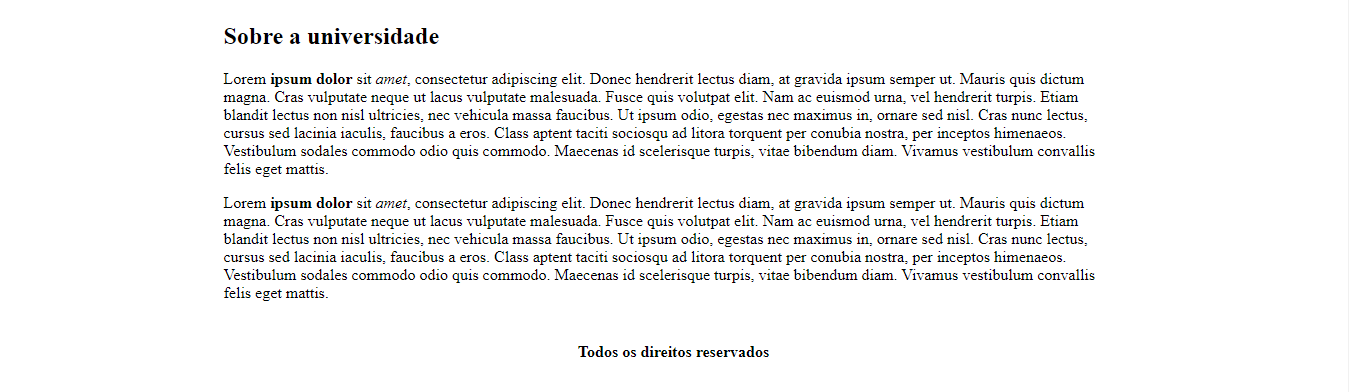 Sobre a universidade
Lorem ipsum dolor sit amet, consectetur adipiscing elit. Donec hendrerit lectus diam, at gravida ipsum semper ut. Mauris quis dictum
magna. Cras vulputate neque ut lacus vulputate malesuada. Fusce quis volutpat elit. Nam ac euismod urna, vel hendrerit turpis. Etiam
blandit lectus non nisl ultricies, nec vehicula massa faucibus. Ut ipsum odio, egestas nec maximus in, ornare sed nisl. Cras nunc lectus,
cursus sed lacinia iaculis, faucibus a eros. Class aptent taciti sociosqu ad litora torquent per conubia nostra, per inceptos himenaeos.
Vestibulum sodales commodo odio quis commodo. Maecenas id scelerisque turpis, vitae bibendum diam. Vivamus vestibulum convallis
felis eget mattis.
Lorem ipsum dolor sit amet, consectetur adipiscing elit. Donec hendrerit lectus diam, at gravida ipsum semper ut. Mauris quis dictum
magna. Cras vulputate neque ut lacus vulputate malesuada. Fusce quis volutpat elit. Nam ac euismod urna, vel hendrerit turpis. Etiam
blandit lectus non nisl ultricies, nec vehicula massa faucibus. Ut ipsum odio, egestas nec maximus in, ornare sed nisl. Cras nunc lectus,
cursus sed lacinia iaculis, faucibus a eros. Class aptent taciti sociosqu ad litora torquent per conubia nostra, per inceptos himenaeos.
Vestibulum sodales commodo odio quis commodo. Maecenas id scelerisque turpis, vitae bibendum diam. Vivamus vestibulum convallis
felis eget mattis.
Todos os direitos reservados